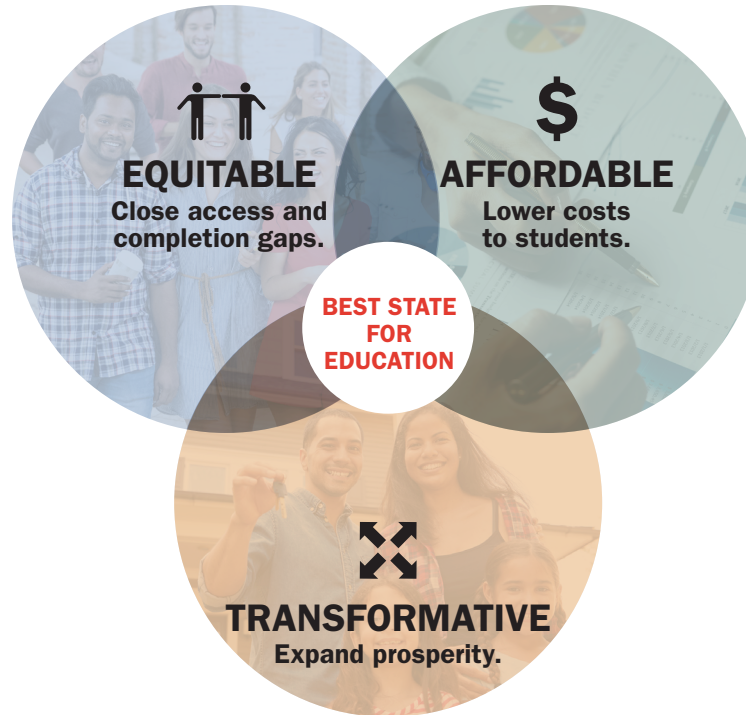 EQUITABLE
Close access and
completion gaps.
$
AFFORDABLE
Lower costs
to students.
BEST STATE
FOR
EDUCATION
TRANSFORMATIVE
Expand prosperity.